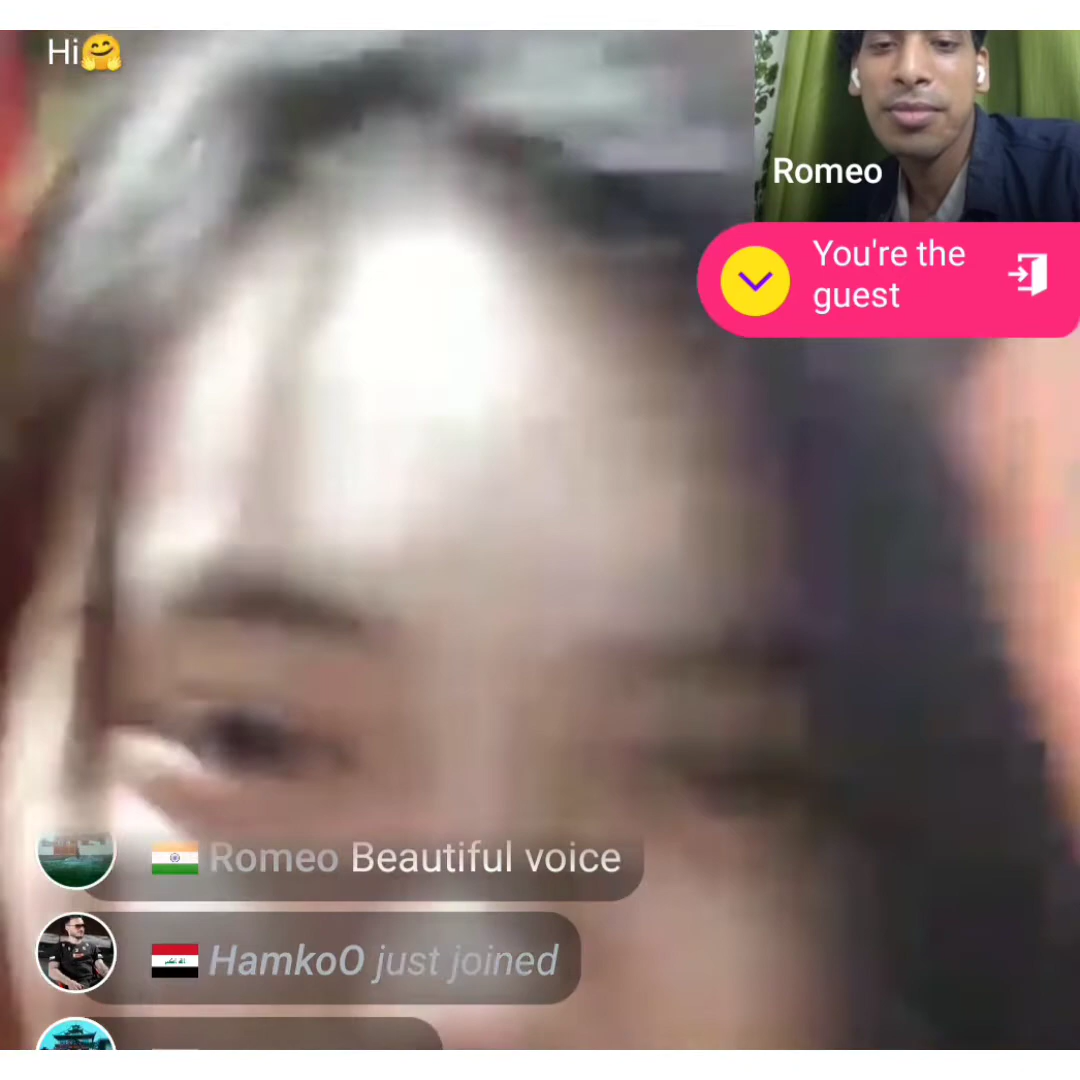 Hi🤗
Romeo
You're the
guest
Romeo Beautiful voice
HamkoO just joined